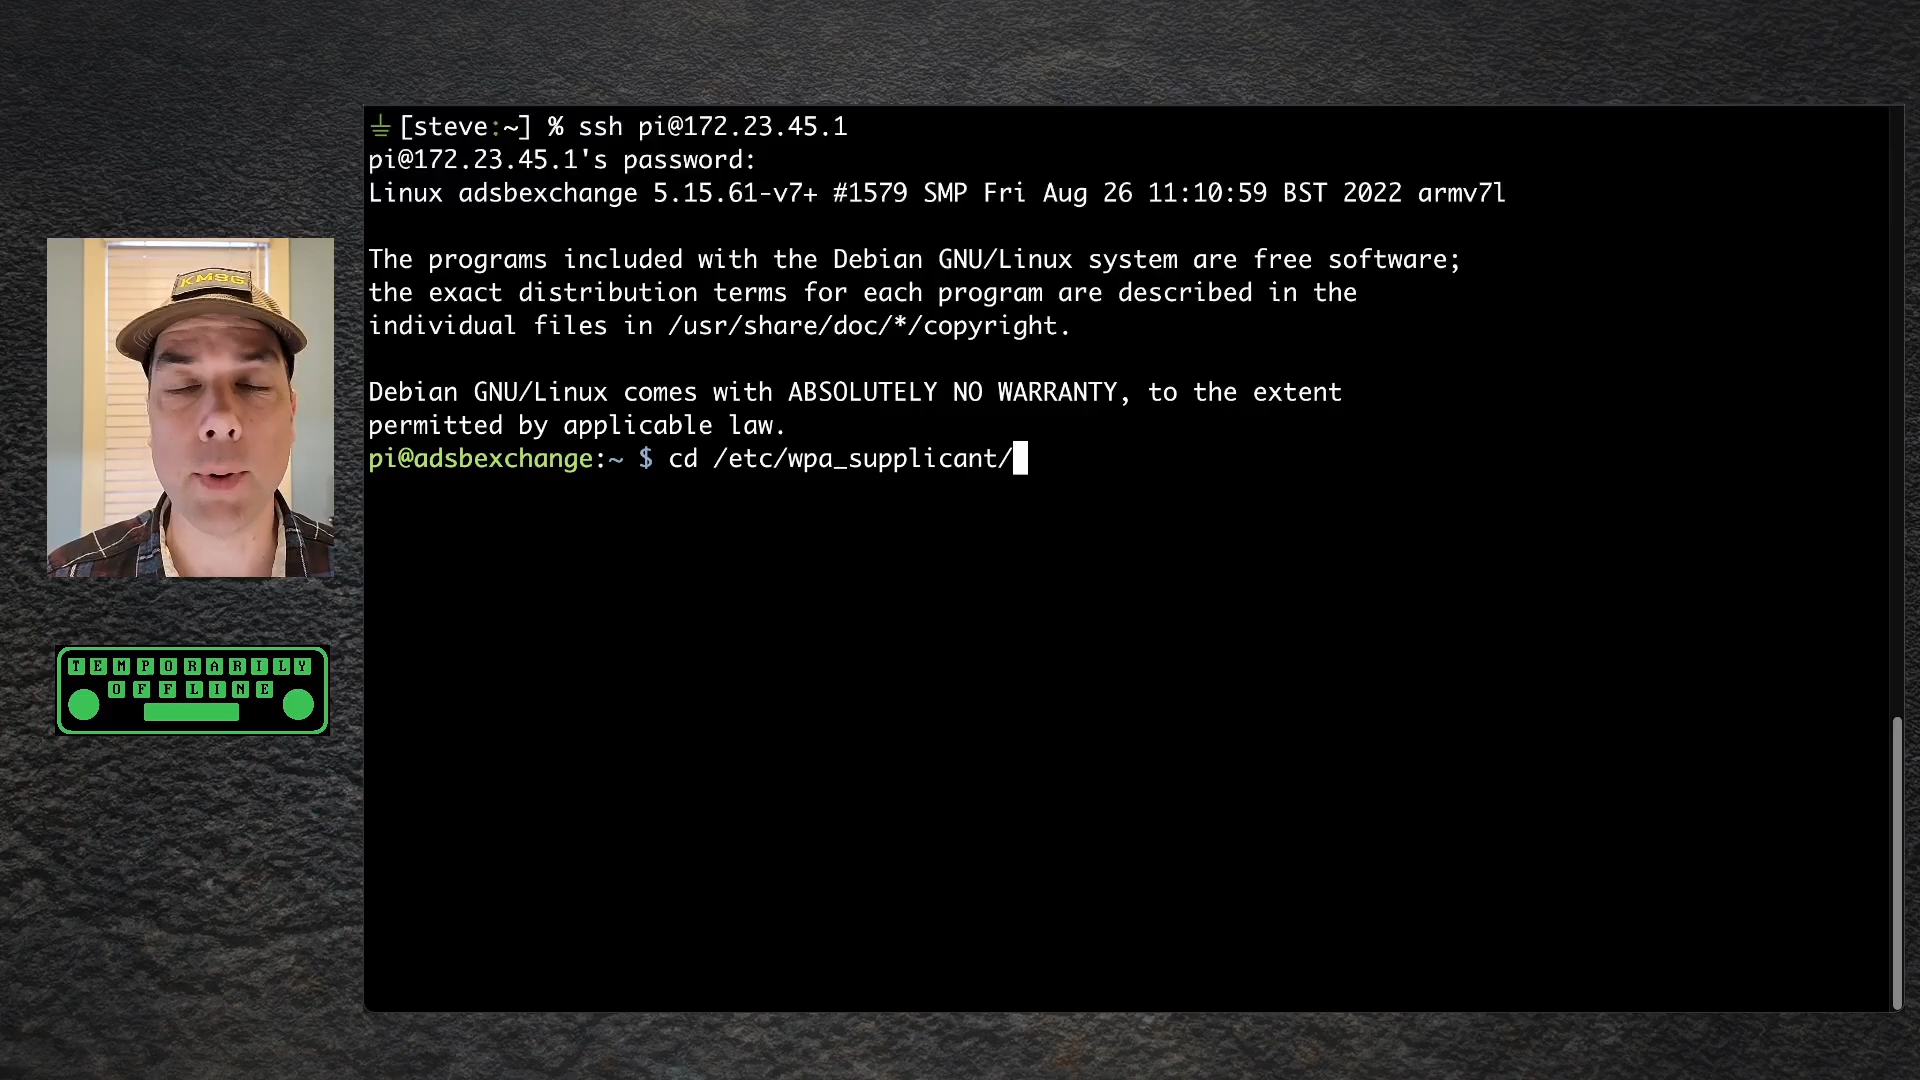 [steve:~] % ssh pi@172.23.45.1
pi@172.23.45.1's password:
Linux adsbexchange 5.15.61-v7+ #1579 SMP Fri Aug 26 11:10:59 BST 2022 armv7l
The programs included with the Debian GNU/Linux system are free software;
the exact distribution terms for each program are described in the
individual files in /usr/share/doc/*/copyright.
Debian GNU/Linux comes with ABSOLUTELY NO WARRANTY, to the extent
permitted by applicable law.
pi@adsbexchange:~ $ cd /etc/wpa_supplicant/
KM9G
TEMPORARILY
OFFLINE